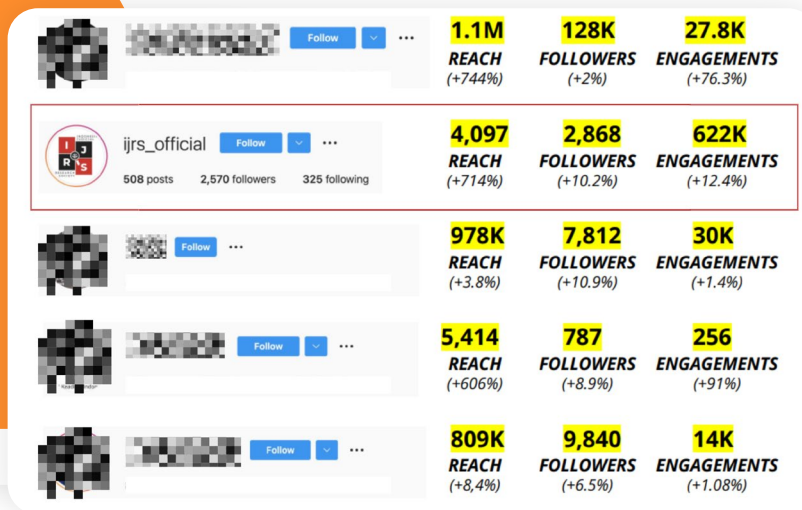 Follow
1.1M 128K 27.8K
REACH FOLLOWERS ENGAGEMENTS
(+744%) (+2%) (+76.3%)
IJRS
ijrs_official Follow
508 posts 2,570 followers 325 following
4,097 2,868 622K
REACH FOLLOWERS ENGAGEMENTS
(+714%) (+10.2%) (+12.4%)
Follow
978K 7,812 30K
REACH FOLLOWERS ENGAGEMENTS
(+3.8%) (+10.9%) (+1.4%)
Follow
5,414 787 256
REACH FOLLOWERS ENGAGEMENTS
(+606%) (+8.9%) (+91%)
Follow
809K 9,840 14K
REACH FOLLOWERS ENGAGEMENTS
(+8,4%) (+6.5%) (+1.08%)